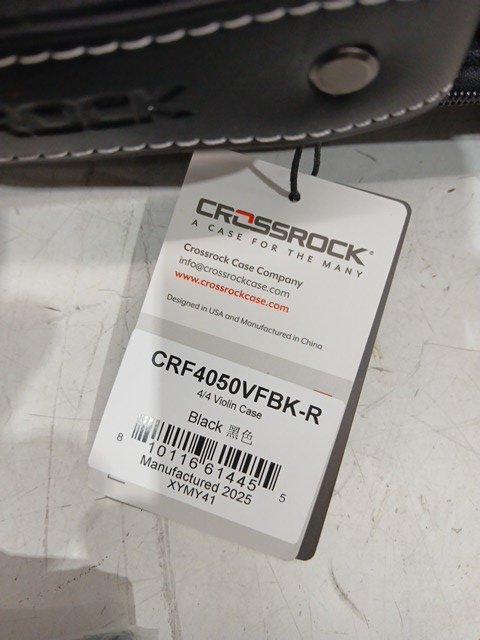 ROCK
CROSSROCK®
A CASE FOR THE MANY
Crossrock Case Company
info@crossrockcase.com
www.crossrockcase.com
Designed in USA and Manufactured in China
CRF4050VFBK-R
4/4 Violin Case
Black 黑色
8 10116 61445 5
Manufactured 2025
XYMY41